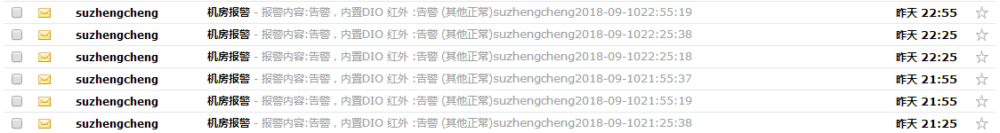 suzhengcheng 机房报警 - 报警内容:告警，内置DIO 红外 :告警 (其他正常)suzhengcheng2018-09-1022:55:19 昨天 22:55
suzhengcheng 机房报警 - 报警内容:告警，内置DIO 红外 :告警 (其他正常)suzhengcheng2018-09-1022:25:38 昨天 22:25
suzhengcheng 机房报警 - 报警内容:告警，内置DIO 红外 :告警 (其他正常)suzhengcheng2018-09-1022:25:18 昨天 22:25
suzhengcheng 机房报警 - 报警内容:告警，内置DIO 红外 :告警 (其他正常)suzhengcheng2018-09-1021:55:37 昨天 21:55
suzhengcheng 机房报警 - 报警内容:告警，内置DIO 红外 :告警 (其他正常)suzhengcheng2018-09-1021:55:19 昨天 21:55
suzhengcheng 机房报警 - 报警内容:告警，内置DIO 红外 :告警 (其他正常)suzhengcheng2018-09-1021:25:38 昨天 21:25